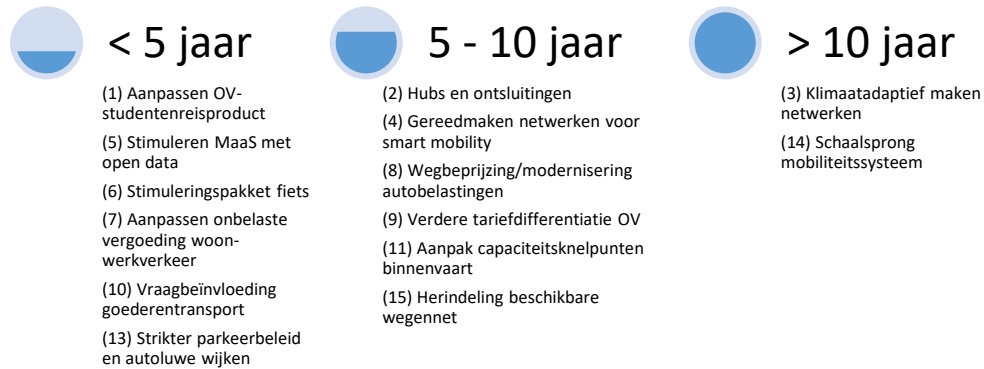 < 5 jaar
(1) Aanpassen OV-
studentenreisproduct
(5) Stimuleren MaaS met
open data
(6) Stimuleringspakket fiets
(7) Aanpassen onbelaste
vergoeding woon-
werkverkeer
(10) Vraagbeïnvloeding
goederentransport
(13) Strikter parkeerbeleid
en autoluwe wijken
5 - 10 jaar
(2) Hubs en ontsluitingen
(4) Gereedmaken netwerken voor
smart mobility
(8) Wegbeprijzing/modernisering
autobelastingen
(9) Verdere tariefdifferentiatie OV
(11) Aanpak capaciteitsknelpunten
binnenvaart
(15) Herindeling beschikbare
wegennet
> 10 jaar
(3) Klimaatadaptief maken
netwerken
(14) Schaalsprong
mobiliteitssysteem